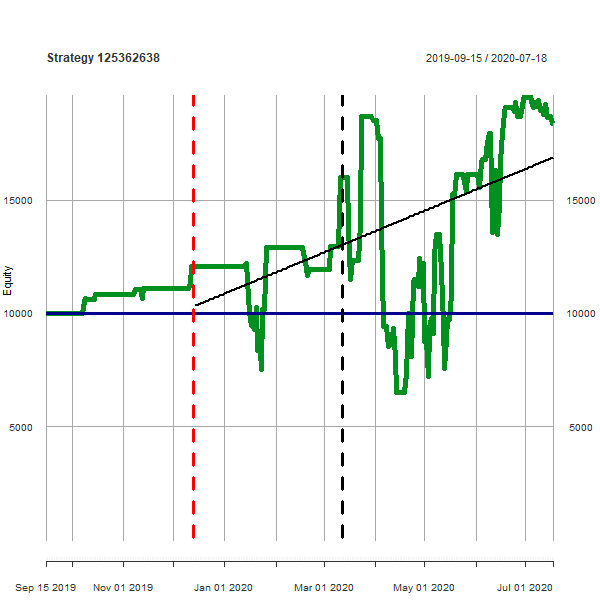 Strategy 125362638
2019-09-15 / 2020-07-18
15000
15000
Equity
10000
10000
5000
5000
Sep 15 2019
Nov 01 2019
Jan 01 2020
Mar 01 2020
May 01 2020
Jul 01 2020